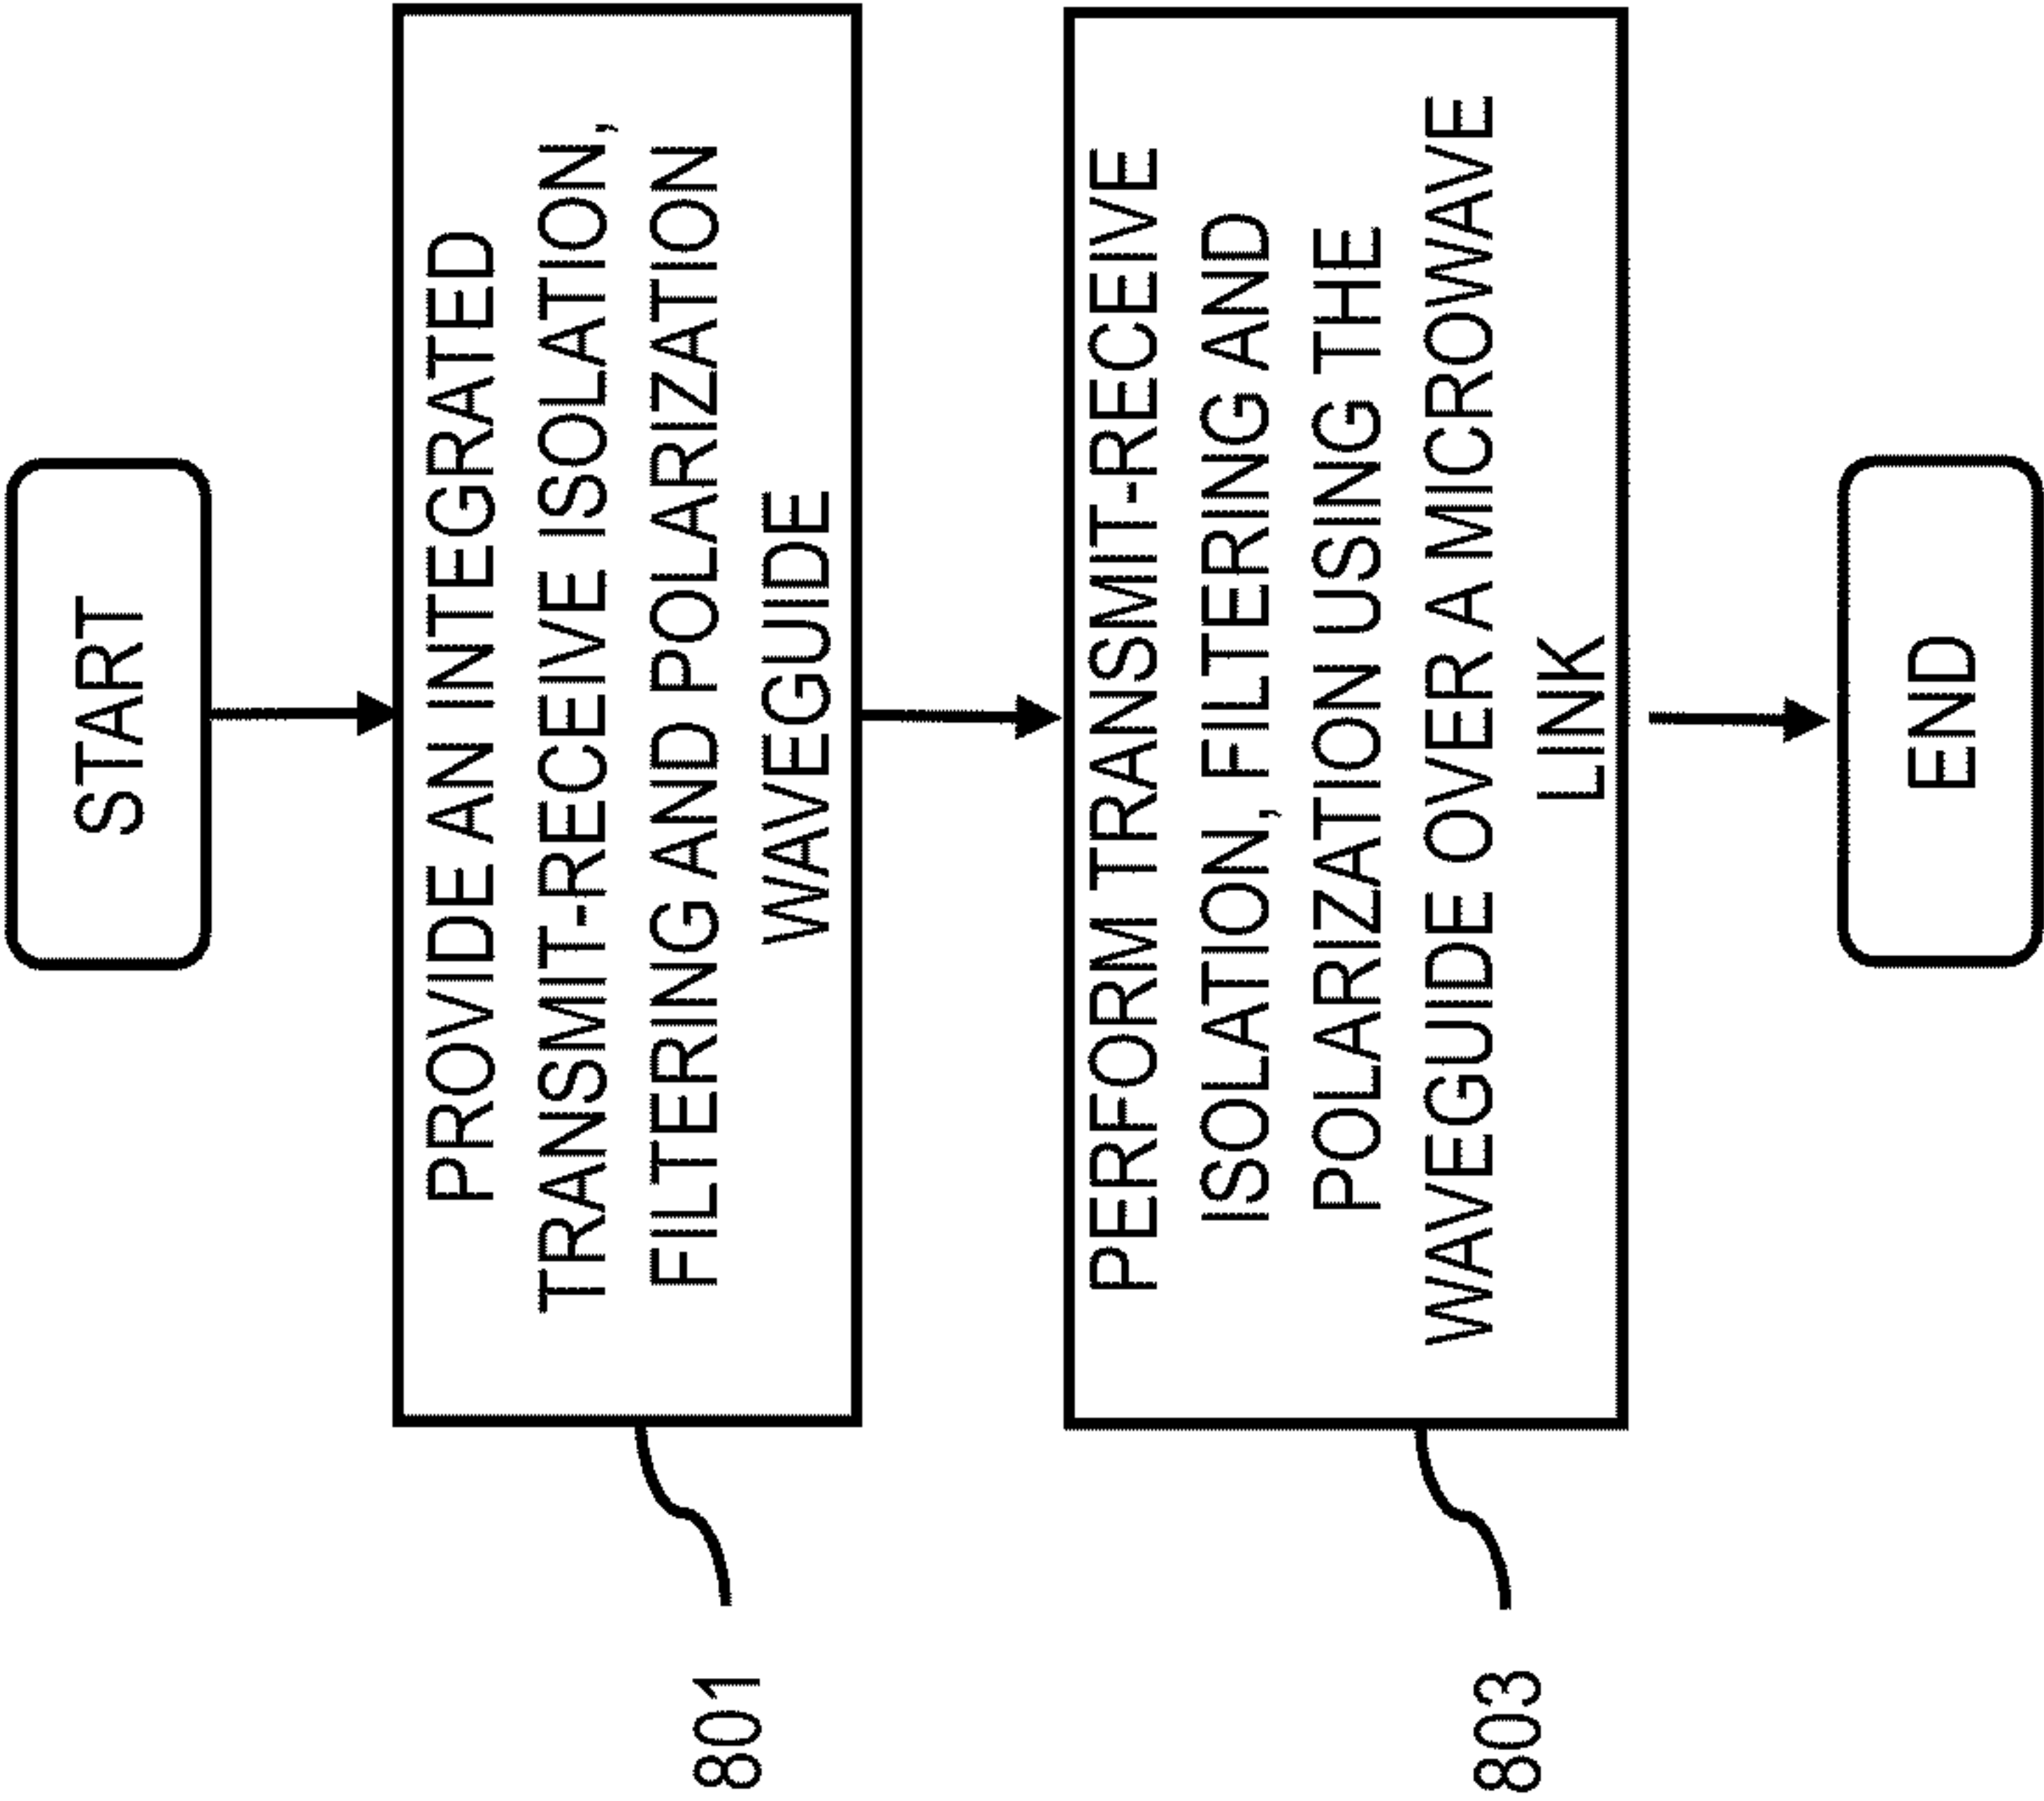 START
PROVIDE AN INTEGRATED
TRANSMIT-RECEIVE ISOLATION,
FILTERING AND POLARIZATION
WAVEGUIDE
801
PERFORM TRANSMIT-RECEIVE
ISOLATION, FILTERING AND
POLARIZATION USING THE
WAVEGUIDE OVER A MICROWAVE
LINK
803
END